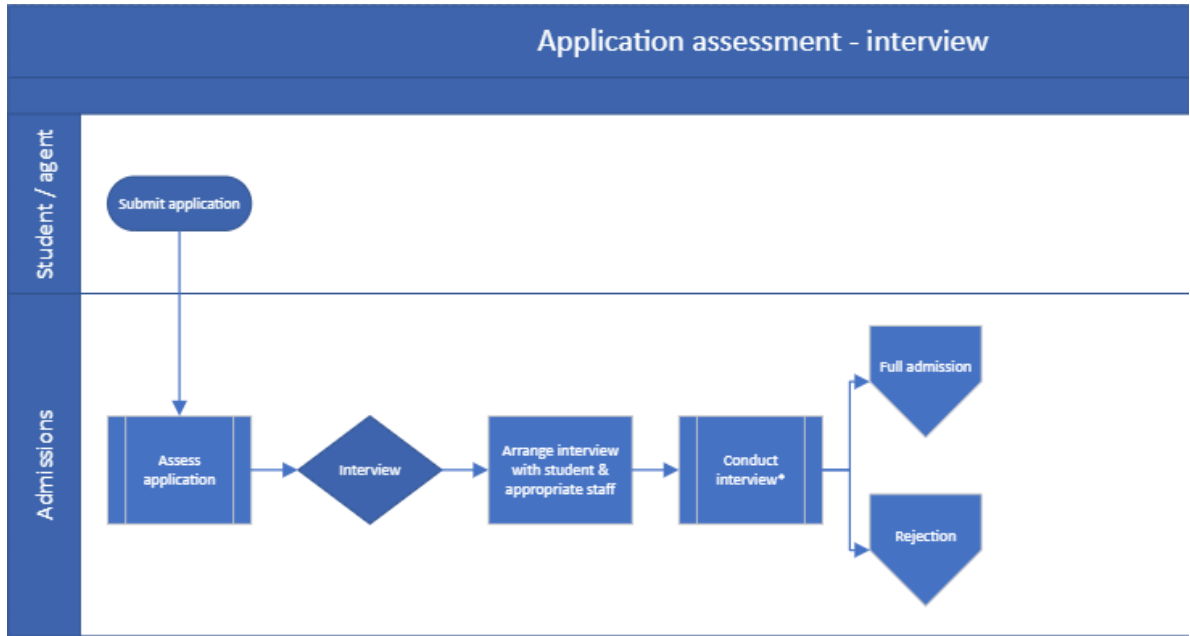 Application assessment - interview
Student / agent
Submit application
Admissions
Assess
application
Interview
Arrange interview
with student &
appropriate staff
Conduct
interview*
Full admission
Rejection